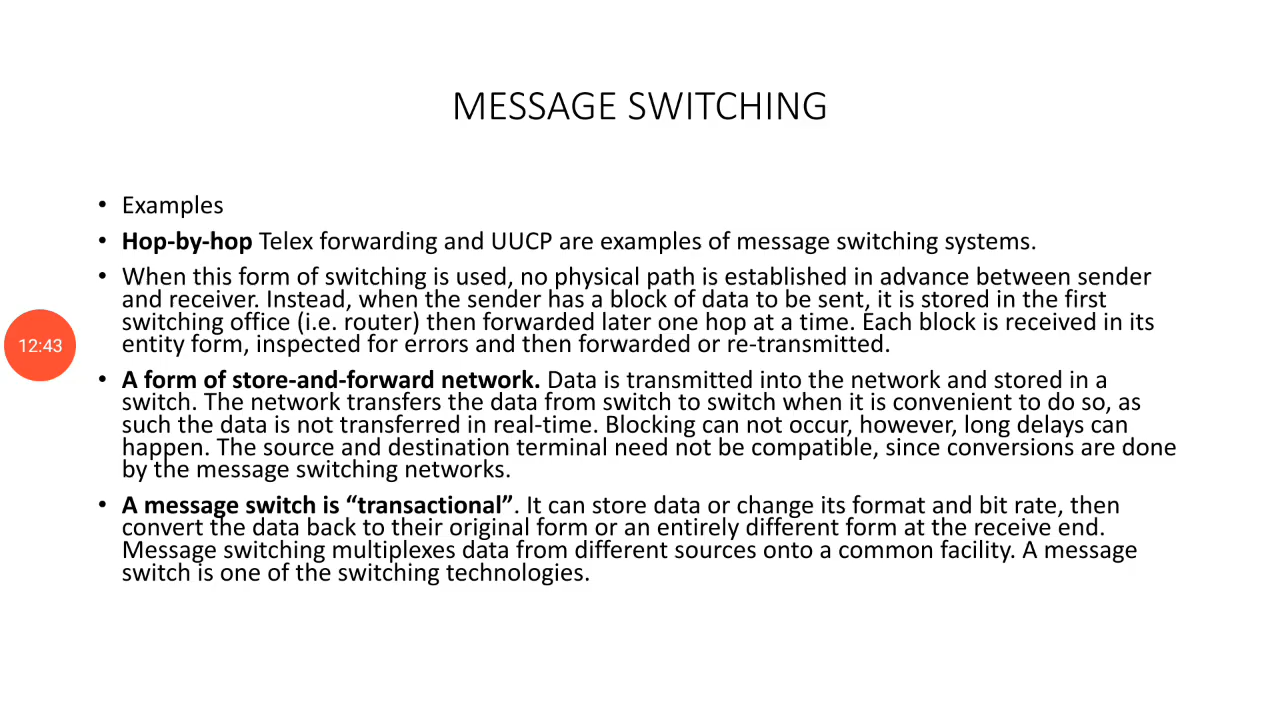 MESSAGE SWITCHING
• Examples
• Hop-by-hop Telex forwarding and UUCP are examples of message switching systems.
• When this form of switching is used, no physical path is established in advance between sender
and receiver. Instead, when the sender has a block of data to be sent, it is stored in the first
switching office (i.e. router) then forwarded later one hop at a time. Each block is received in its
entity form, inspected for errors and then forwarded or re-transmitted.
12:43
• A form of store-and-forward network. Data is transmitted into the network and stored in a
switch. The network transfers the data from switch to switch when it is convenient to do so, as
such the data is not transferred in real-time. Blocking can not occur, however, long delays can
happen. The source and destination terminal need not be compatible, since conversions are done
by the message switching networks.
• A message switch is “transactional”. It can store data or change its format and bit rate, then
convert the data back to their original form or an entirely different form at the receive end.
Message switching multiplexes data from different sources onto a common facility. A message
switch is one of the switching technologies.